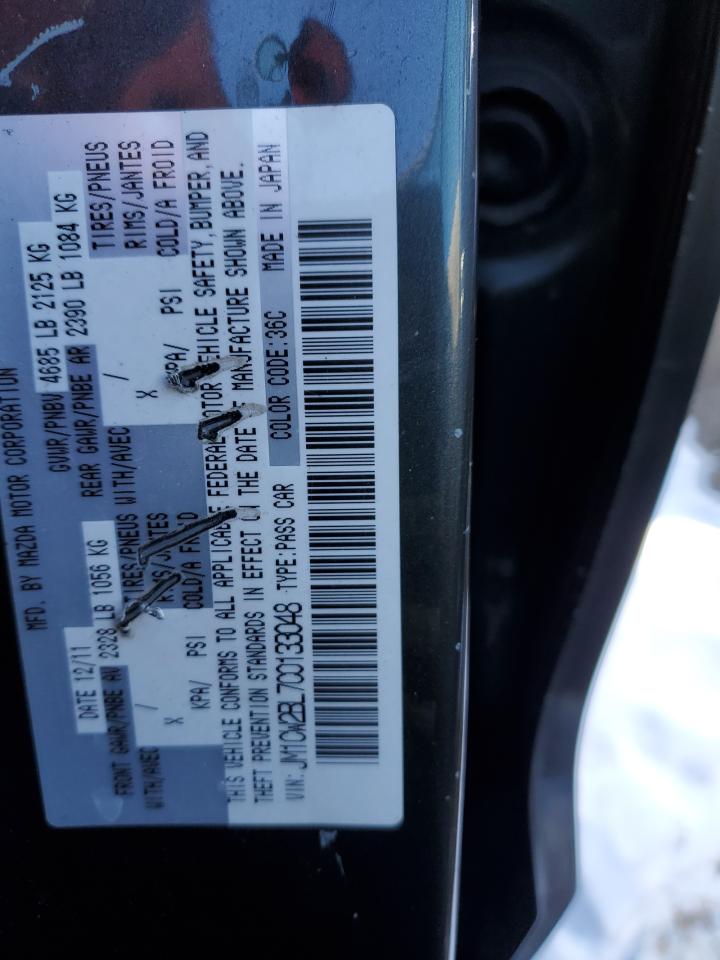 MFD. BY MAZDA MOTOR CORPORATION
DATE 12/11 GVWR/PNBV 4685 LB 2125 KG
FRONT GAWR/PNBE AV 2328 LB 1056 KG REAR GAWR/PNBE AR 2390 LB 1084 KG
WITH/AVEC / TIRES/PNEUS WITH/AVEC / TIRES/PNEUS
X RIMS/JANTES X RIMS/JANTES
KPA/ PSI COLD/A FROID KPA/ PSI COLD/A FROID
THIS VEHICLE CONFORMS TO ALL APPLICABLE FEDERAL MOTOR VEHICLE SAFETY, BUMPER, AND
THEFT PREVENTION STANDARDS IN EFFECT ON THE DATE OF MANUFACTURE SHOWN ABOVE.
VIN: JM1CW2BL7C0133048 TYPE:PASS CAR COLOR CODE:36C MADE IN JAPAN